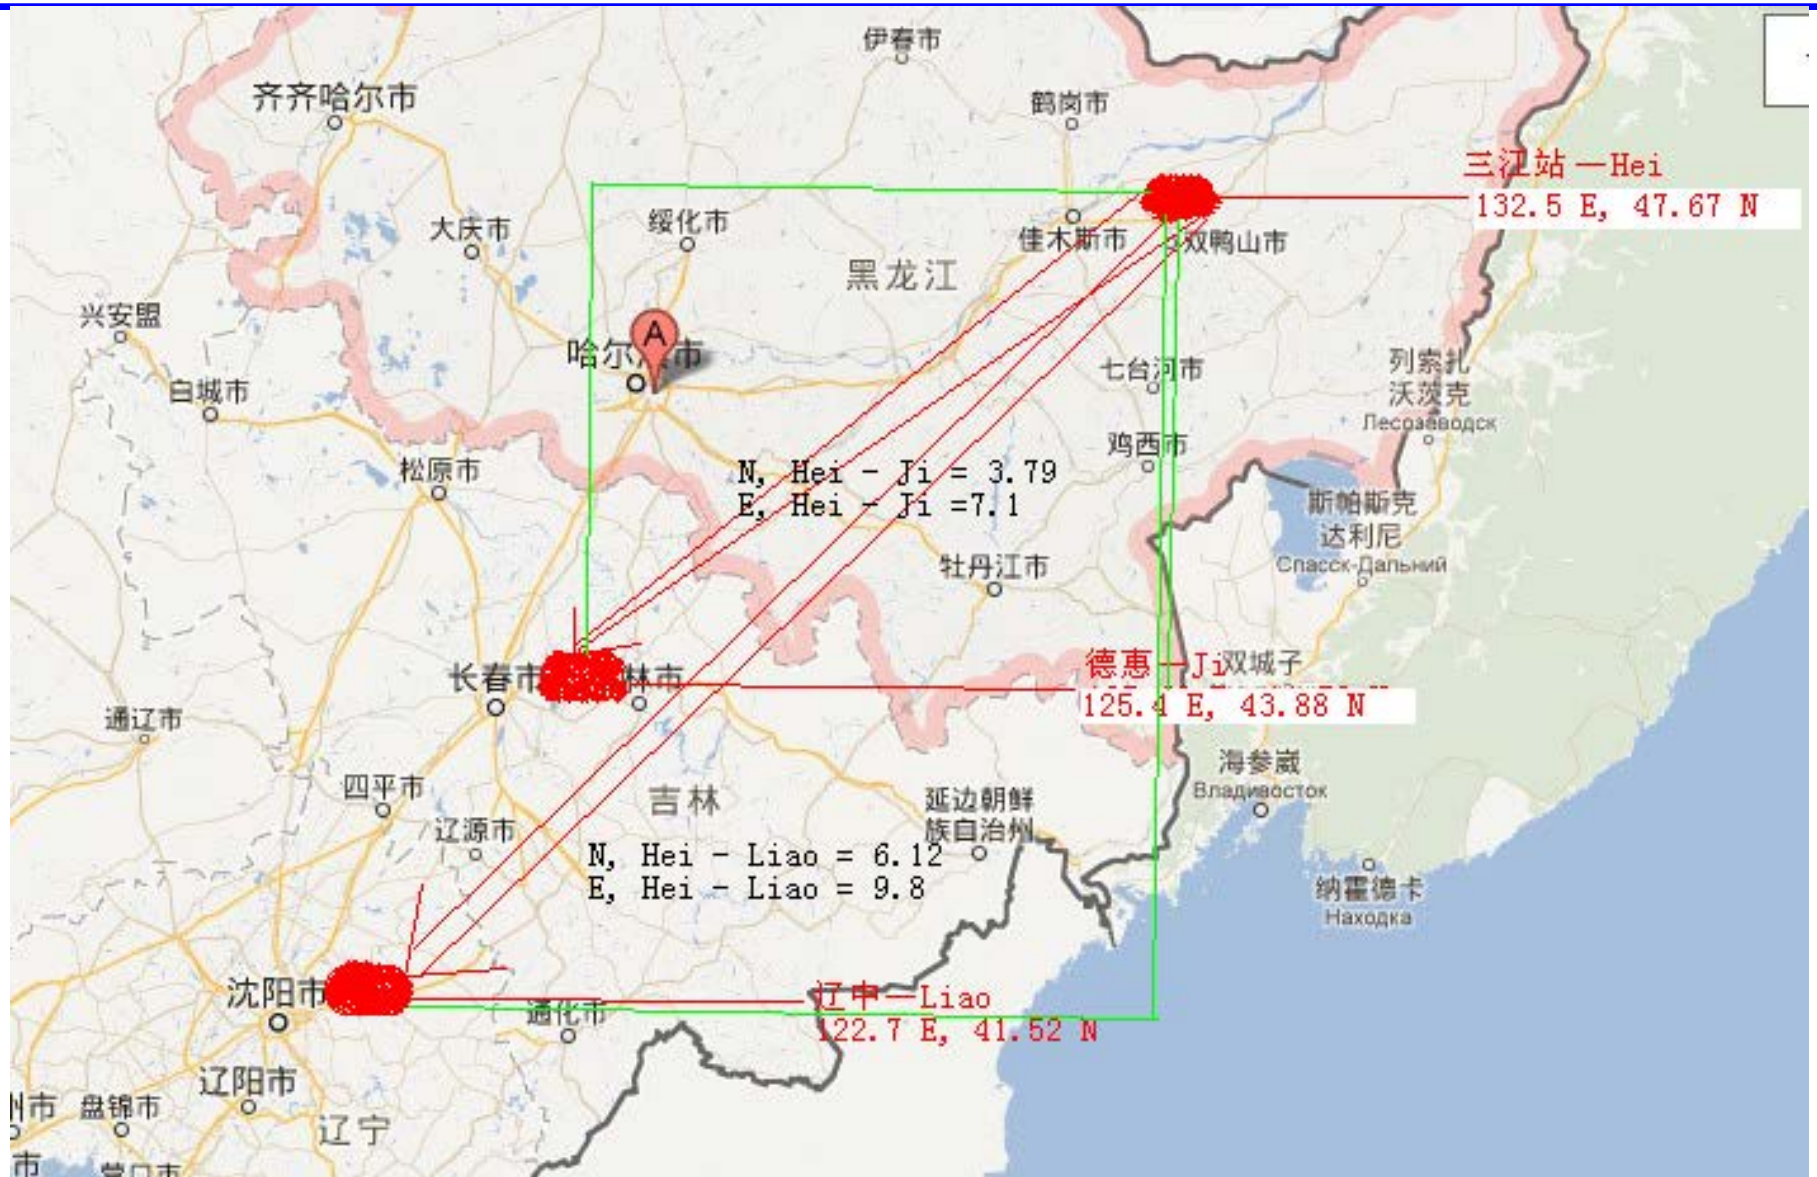 伊春市
齐齐哈尔市
鹤岗市
三江站—Hei
132.5 E, 47.67 N
绥化市
大庆市
佳木斯市
双鸭山市
黑龙江
兴安盟
A
哈尔滨市
列索扎
沃茨克
Лесозаводск
七台河市
白城市
鸡西市
松原市
N, Hei - Ji = 3.79
E, Hei - Ji =7.1
斯帕斯克
达利尼
Спасск-Дальний
牡丹江市
德惠—Ji
双城子
长春市
林市
125.4 E, 43.88 N
通辽市
海参崴
Владивосток
四平市
吉林
延边朝鲜
族自治州
辽源市
N, Hei - Liao = 6.12
E, Hei - Liao = 9.8
纳霍德卡
Находка
沈阳市
辽中—Liao
通化市
122.7 E, 41.52 N
辽阳市
州市
盘锦市
辽宁
市
营口市